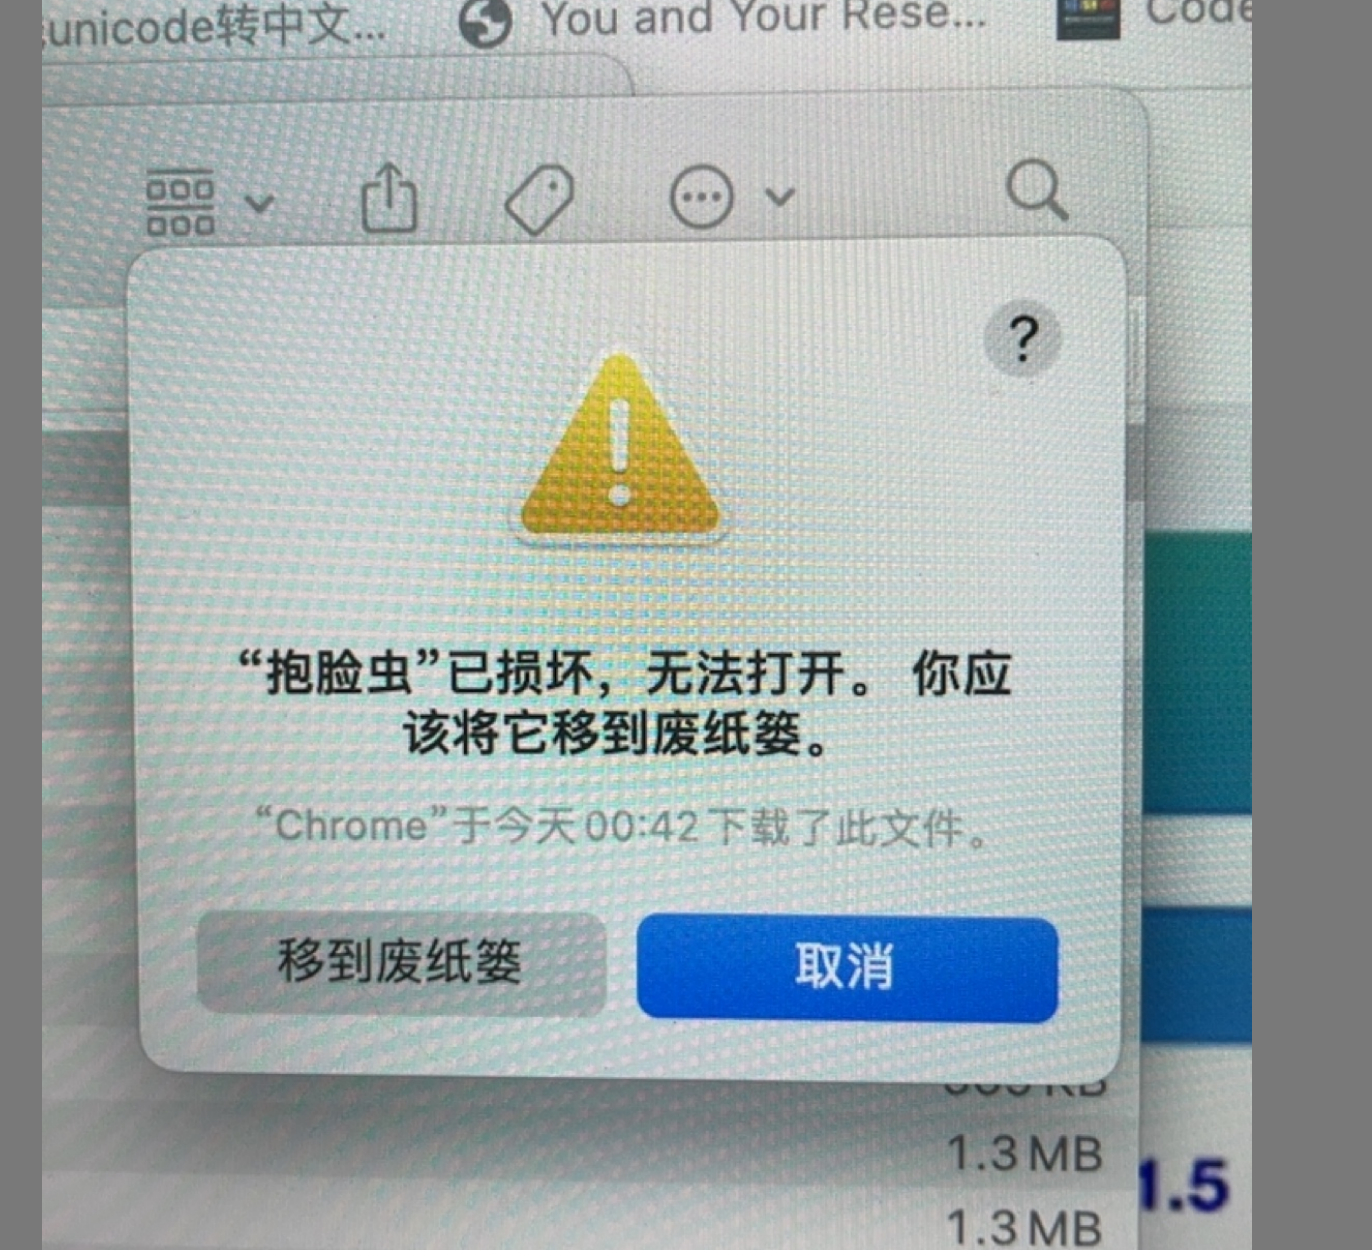 unicode转中文...
You and Your Rese...
Code
?
“抱脸虫”已损坏，无法打开。 你应
该将它移到废纸篓。
“Chrome”于今天 00:42 下载了此文件。
移到废纸篓
取消
KB
1.3 MB
1.5
1.3 MB